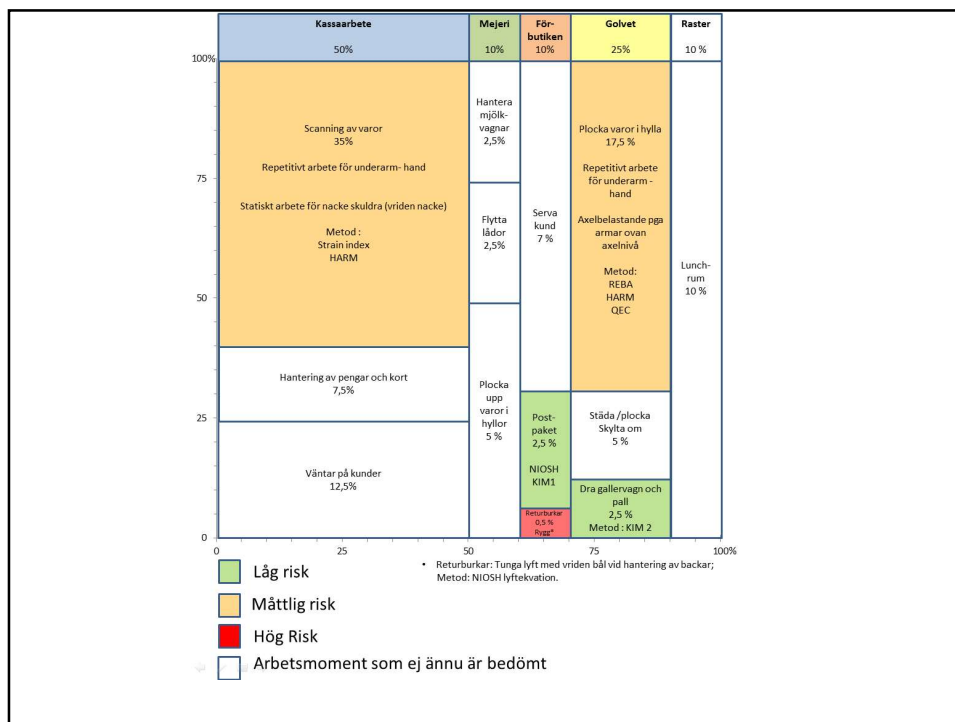 Kassaarbete
50%
Mejeri
10%
För-
butiken
10%
Golvet
25%
Raster
10 %
100%
75
50
25
0
Scanning av varor
35%
Repetitivt arbete för underarm- hand
Statiskt arbete för nacke skuldra (vriden nacke)
Metod :
Strain index
HARM
Hantering av pengar och kort
7,5%
Väntar på kunder
12,5%
Hantera
mjölk-
vagnar
2,5%
Flytta
lådor
2,5%
Plocka
upp
varor i
hyllor
5 %
Serva
kund
7 %
Post-
paket
2,5 %
NIOSH
KIM1
Returburkar
0,5 %
Rygg*
Plocka varor i hylla
17,5 %
Repetitivt arbete
för underarm -
hand
Axelbelastande pga
armar ovan
axelnivå
Metod:
REBA
HARM
QEC
Städa /plocka
Skylta om
5 %
Dra gallervagn och
pall
2,5 %
Metod : KIM 2
Lunch-
rum
10 %
0
25
50
75
100%
• Returburkar: Tunga lyft med vriden bål vid hantering av backar;
Metod: NIOSH lyftekvation.
Låg risk
Måttlig risk
Hög Risk
Arbetsmoment som ej ännu är bedömt